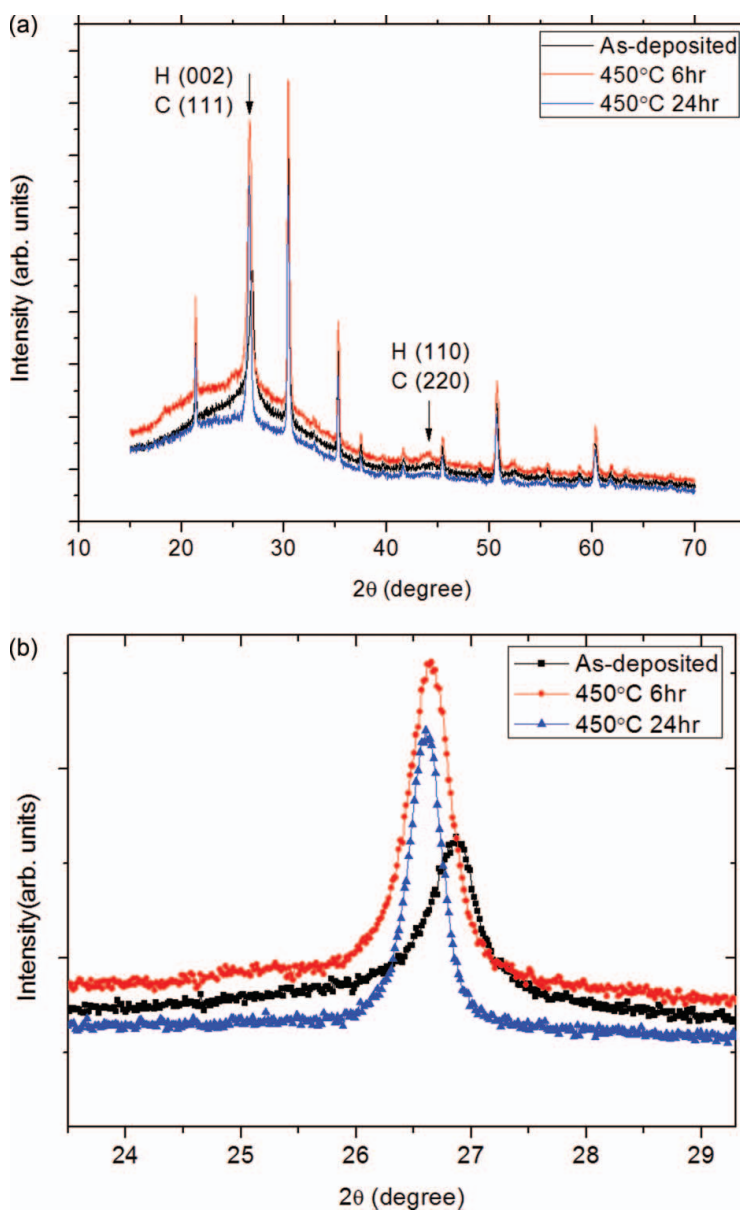 (a)
As-deposited
450°C 6hr
450°C 24hr
H (002)
C (111)
H (110)
C (220)
Intensity (arb. units)
10 20 30 40 50 60 70
2θ (degree)
(b)
As-deposited
450°C 6hr
450°C 24hr
Intensity(arb. units)
24 25 26 27 28 29
2θ (degree)